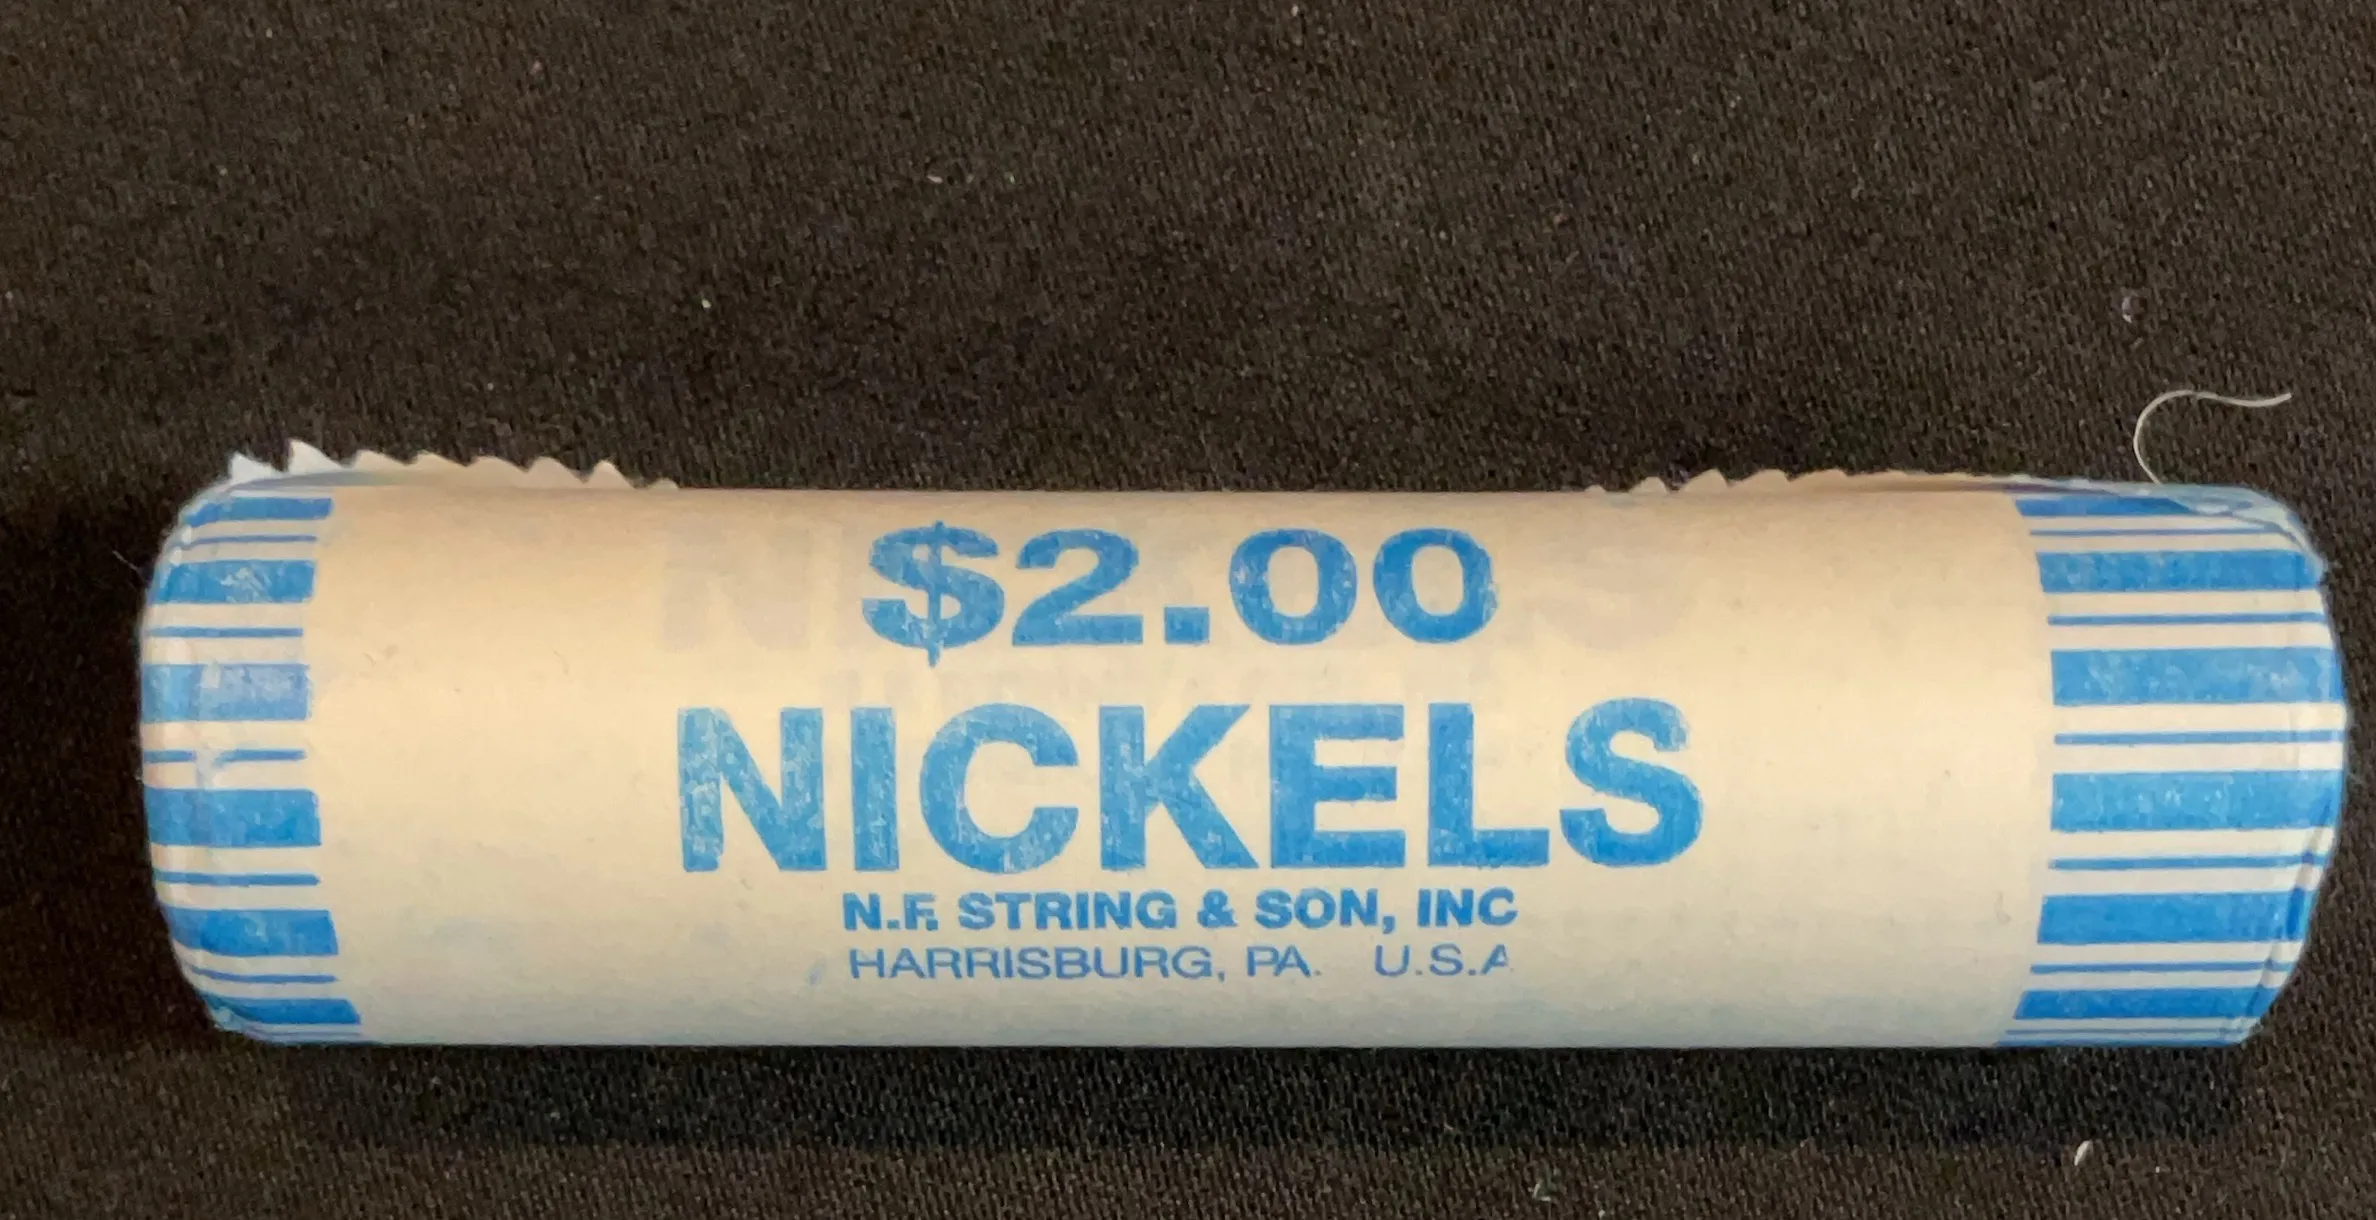 $2.00
NICKELS
N.F. STRING & SON, INC
HARRISBURG, PA. U.S.A